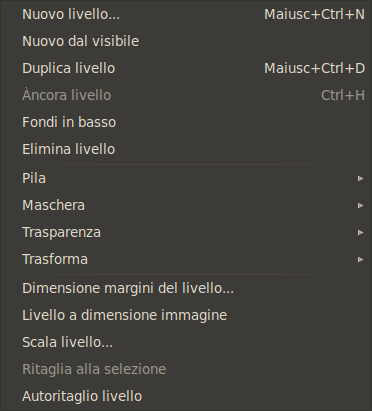 Nuovo livello... Maiusc+Ctrl+N
Nuovo dal visibile
Duplica livello Maiusc+Ctrl+D
Àncora livello Ctrl+H
Fondi in basso
Elimina livello
Pila
Maschera
Trasparenza
Trasforma
Dimensione margini del livello...
Livello a dimensione immagine
Scala livello...
Ritaglia alla selezione
Autoritaglio livello